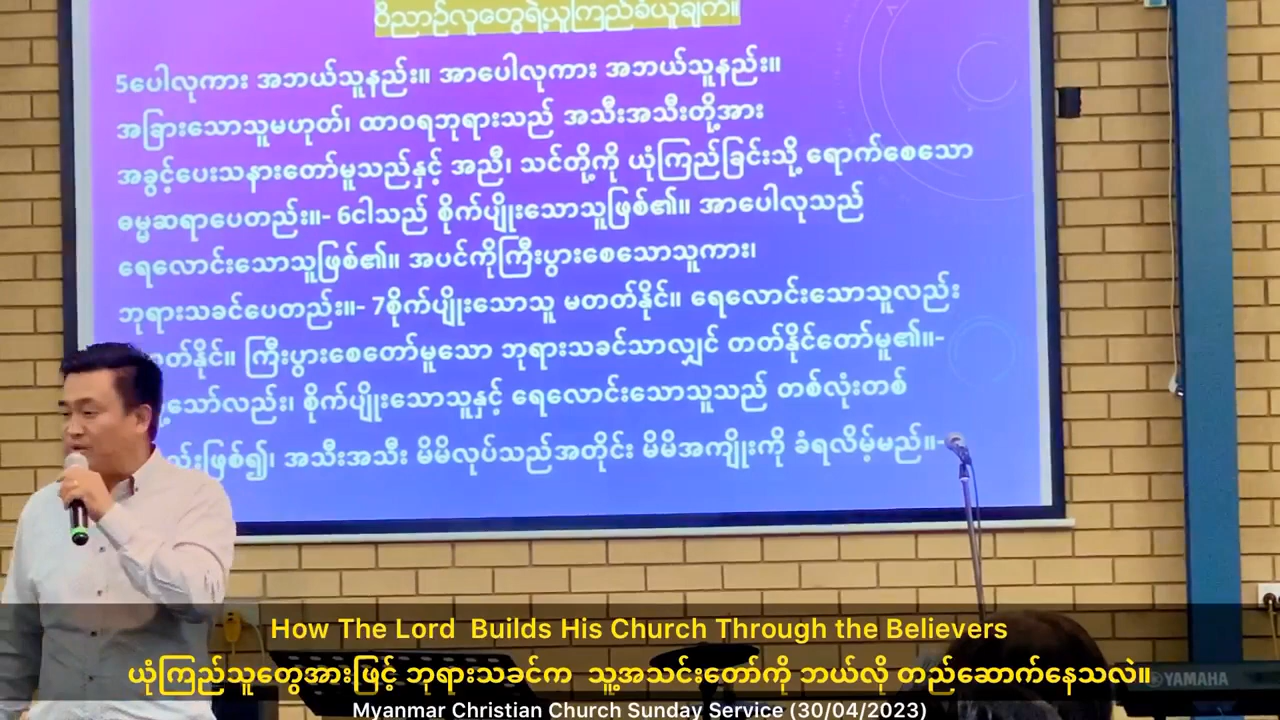 ဝိညာဉ်လူတွေရဲ့ယူကြည်ခံယူချက်။
5ပေါလုကား အဘယ်သူနည်း။ အာပေါလုကား အဘယ်သူနည်း။
အခြားသောသူမဟုတ်၊ ထာဝရဘုရားသည် အသီးအသီးတို့အား
အခွင့်ပေးသနားတော်မူသည်နှင့် အညီ၊ သင်တို့ကို ယုံကြည်ခြင်းသို့ ရောက်စေသော
ဓမ္မဆရာပေတည်း။- 6ငါသည် စိုက်ပျိုးသောသူဖြစ်၏။ အာပေါလုသည်
ရေလောင်းသောသူဖြစ်၏။ အပင်ကိုကြီးပွားစေသောသူကား၊
ဘုရားသခင်ပေတည်း။- 7စိုက်ပျိုးသောသူ မတတ်နိုင်။ ရေလောင်းသောသူလည်း
တတ်နိုင်။ ကြီးပွားစေတော်မူသော ဘုရားသခင်သာလျှင် တတ်နိုင်တော်မူ၏။-
သော်လည်း၊ စိုက်ပျိုးသောသူနှင့် ရေလောင်းသောသူသည် တစ်လုံးတစ်
ည်းဖြစ်၍၊ အသီးအသီး မိမိလုပ်သည်အတိုင်း မိမိအကျိုးကို ခံရလိမ့်မည်။-
How The Lord Builds His Church Through the Believers
ယုံကြည်သူတွေအားဖြင့် ဘုရားသခင်က သူ့အသင်းတော်ကို ဘယ်လို တည်ဆောက်နေသလဲ။
YAMAHA
Myanmar Christian Church Sunday Service (30/04/2023)